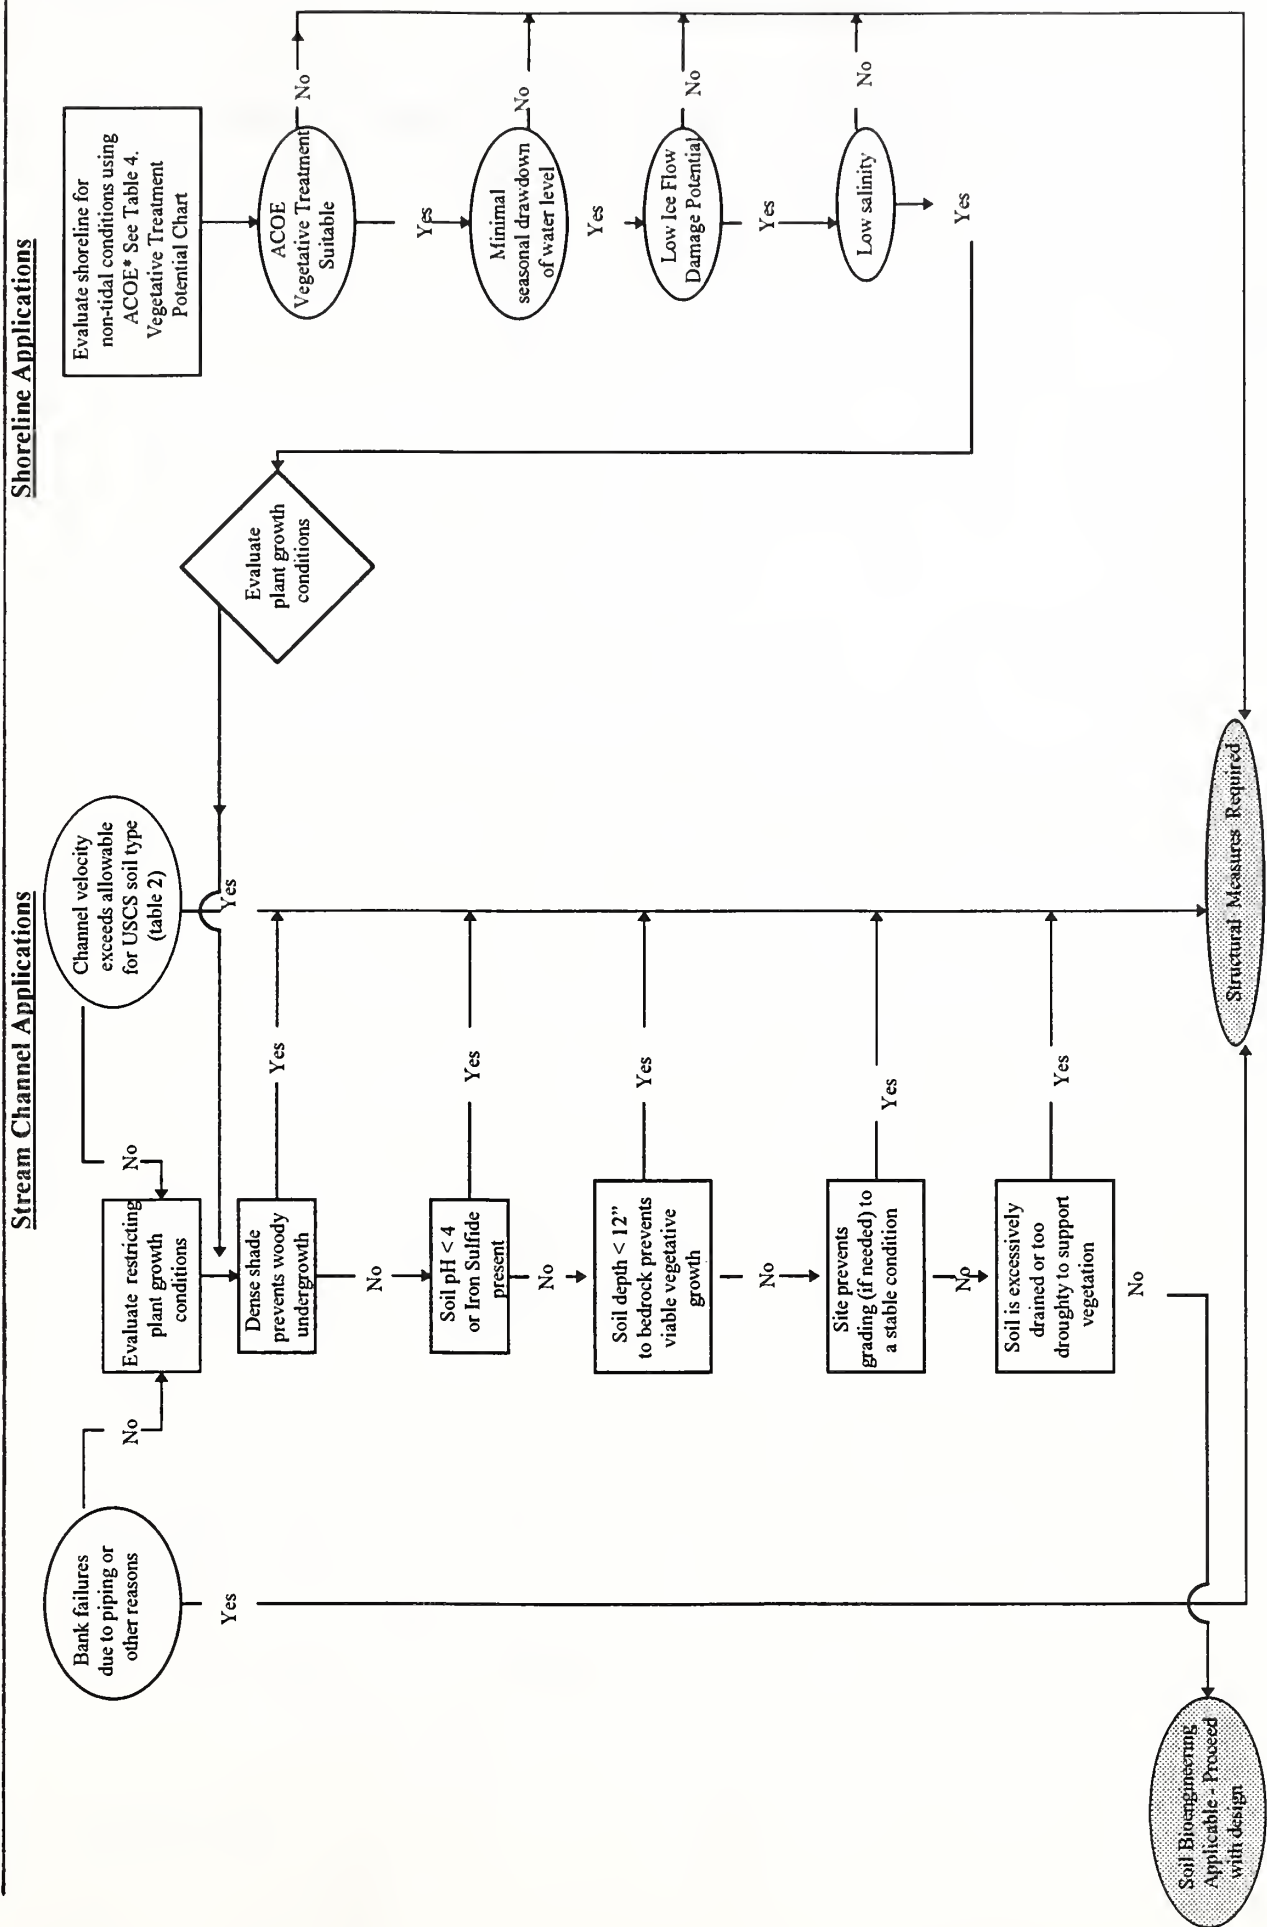 Stream Channel Applications
Bank failures
due to piping or
other reasons
No
Yes
Channel velocity
exceeds allowable
for USCS soil type
(table 2)
No
Yes
Evaluate restricting
plant growth
conditions
Dense shade
prevents woody
undergrowth
Yes
No
Soil pH < 4
or Iron Sulfide
present
Yes
No
Soil depth < 12"
to bedrock prevents
viable vegetative
growth
Yes
No
Site prevents
grading (if needed) to
a stable condition
Yes
No
Soil is excessively
drained or too
droughty to support
vegetation
Yes
No
Soil Bioengineering
Applicable - Proceed
with design
Structural Measures Required
Shoreline Applications
Evaluate shoreline for
non-tidal conditions using
ACOE* See Table 4.
Vegetative Treatment
Potential Chart
ACOE
Vegetative Treatment
Suitable
No
Yes
Minimal
seasonal drawdown
of water level
No
Yes
Low Ice Flow
Damage Potential
No
Yes
Low salinity
No
Yes
Evaluate
plant growth
conditions